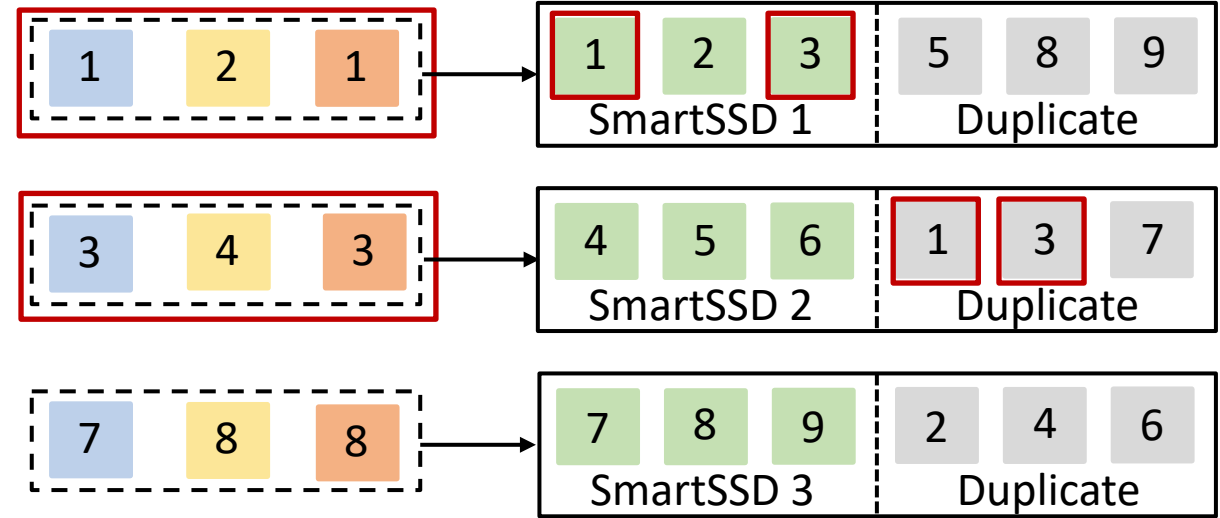 1 2 1 1 2 3 5 8 9
SmartSSD 1 Duplicate
3 4 3 4 5 6 1 3 7
SmartSSD 2 Duplicate
7 8 8 7 8 9 2 4 6
SmartSSD 3 Duplicate